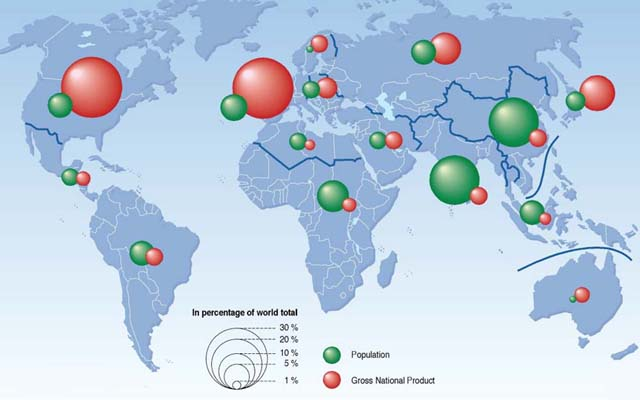 In percentage of world total
30 %
20 %
10 %
5 %
1 %
Population
Gross National Product